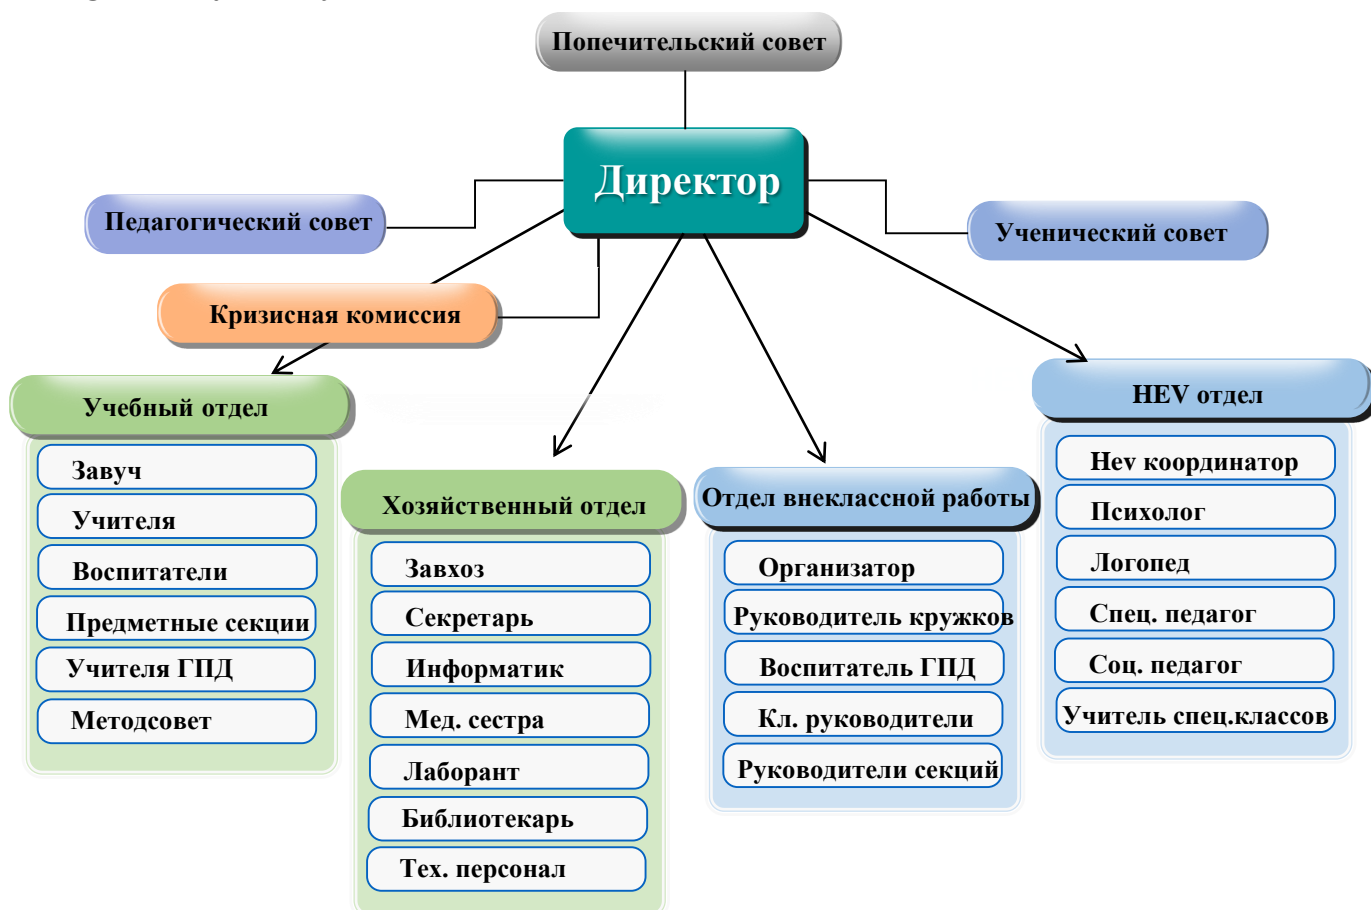 Попечительский совет
Директор
Педагогический совет
Ученический совет
Кризисная комиссия
Учебный отдел
Завуч
Учителя
Воспитатели
Предметные секции
Учителя ГПД
Методсовет
Хозяйственный отдел
Завхоз
Секретарь
Информатик
Мед. сестра
Лаборант
Библиотекарь
Тех. персонал
Отдел внеклассной работы
Организатор
Руководитель кружков
Воспитатель ГПД
Кл. руководители
Руководители секций
HEV отдел
Hev координатор
Психолог
Логопед
Спец. педагог
Соц. педагог
Учитель спец.классов